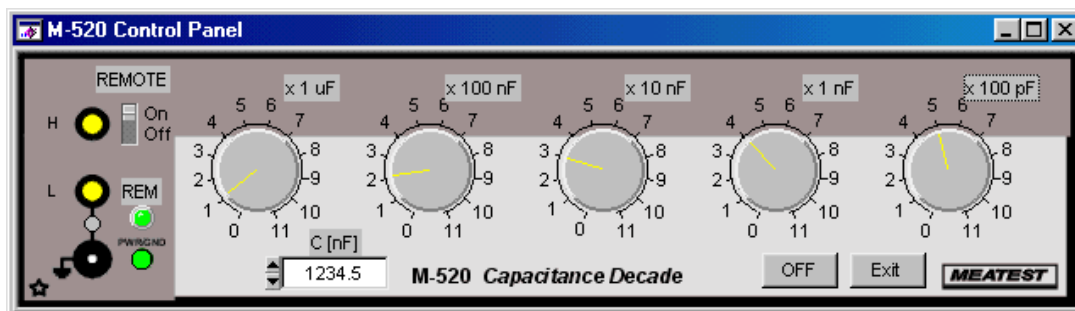 M-520 Control Panel
REMOTE
x 1 uF
x 100 nF
x 10 nF
x 1 nF
x 100 pF
H
On
Off
L
REM
PWRGND
0 1 2 3 4 5 6 7 8 9 10 11
0 1 2 3 4 5 6 7 8 9 10 11
0 1 2 3 4 5 6 7 8 9 10 11
0 1 2 3 4 5 6 7 8 9 10 11
0 1 2 3 4 5 6 7 8 9 10 11
C [nF]
1234.5
M-520 Capacitance Decade
OFF
Exit
MEATEST